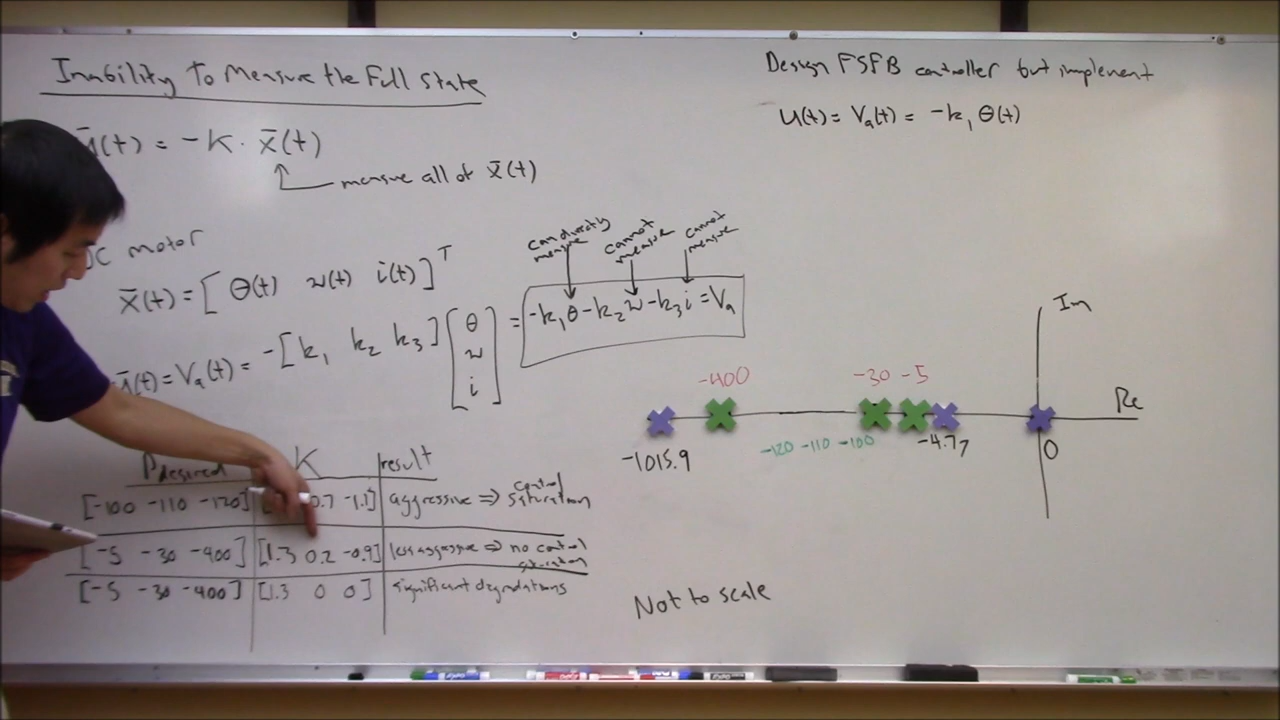 Inability To Measure the Full State
ū(t) = -K · x̄(t)
measure all of x̄(t)
DC motor
x̄(t) = [ θ(t) w(t) i(t) ]^T
ū(t) = Va(t) = -[ k1 k2 k3 ] [ θ w i ] = -k1θ - k2w - k3i = Va
can directly measure
cannot measure
cannot measure
Pdesired K result
[-100 -110 -120] 0.7 -1.1] aggressive ⇒ control saturation
[-5 -30 -400] [1.3 0.2 -0.9] less aggressive ⇒ no control saturation
[-5 -30 -400] [1.3 0 0] significant degradations
Design FSFB controller but implement
u(t) = Va(t) = -k1 θ(t)
Im
-400 -30 -5
Re
-120 -110 -100
-1015.9 -4.77 0
Not to scale